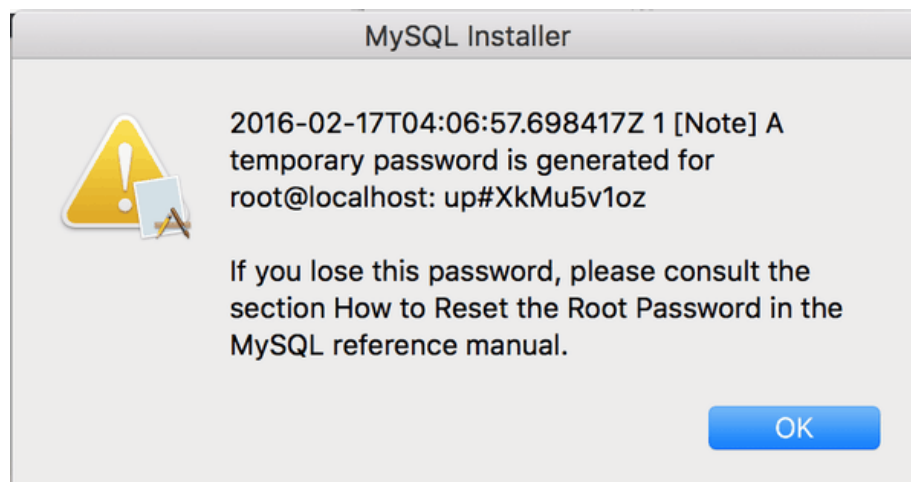 MySQL Installer
2016-02-17T04:06:57.698417Z 1 [Note] A
temporary password is generated for
root@localhost: up#XkMu5v1oz
If you lose this password, please consult the
section How to Reset the Root Password in the
MySQL reference manual.
OK